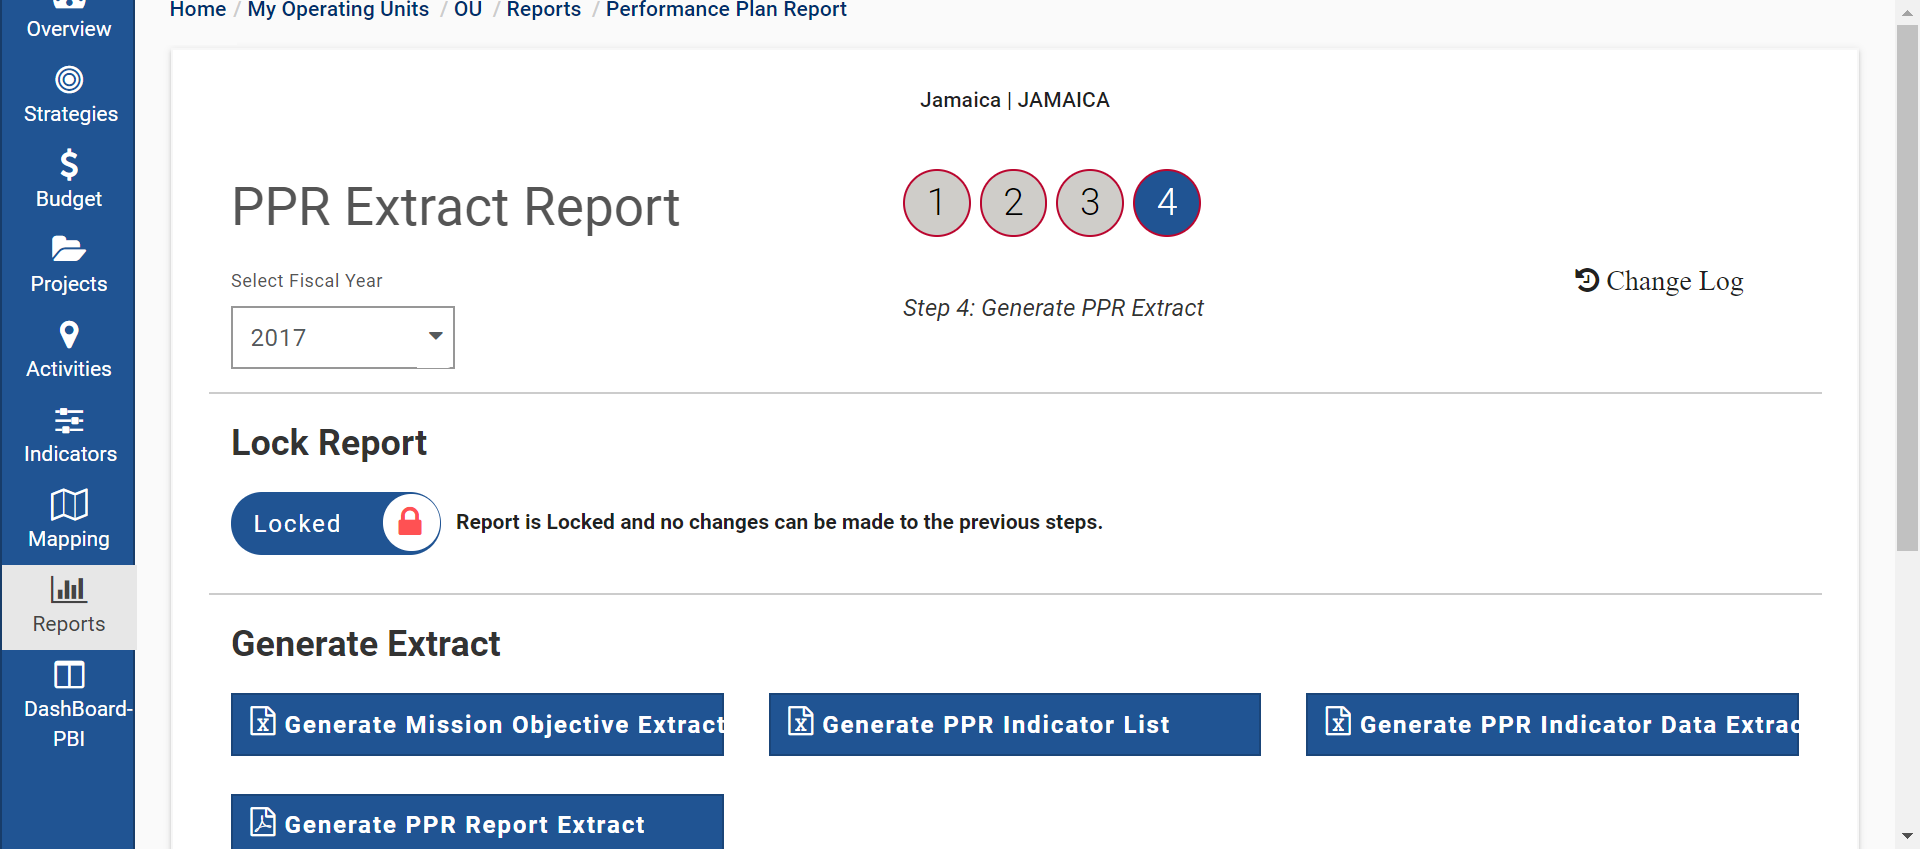 Home / My Operating Units / OU / Reports / Performance Plan Report
Overview
Strategies
Budget
Projects
Activities
Indicators
Mapping
Reports
DashBoard-
PBI
Jamaica | JAMAICA
PPR Extract Report
1 2 3 4
Select Fiscal Year
2017
Step 4: Generate PPR Extract
Change Log
Lock Report
Locked
Report is Locked and no changes can be made to the previous steps.
Generate Extract
Generate Mission Objective Extract
Generate PPR Indicator List
Generate PPR Indicator Data Extrac
Generate PPR Report Extract